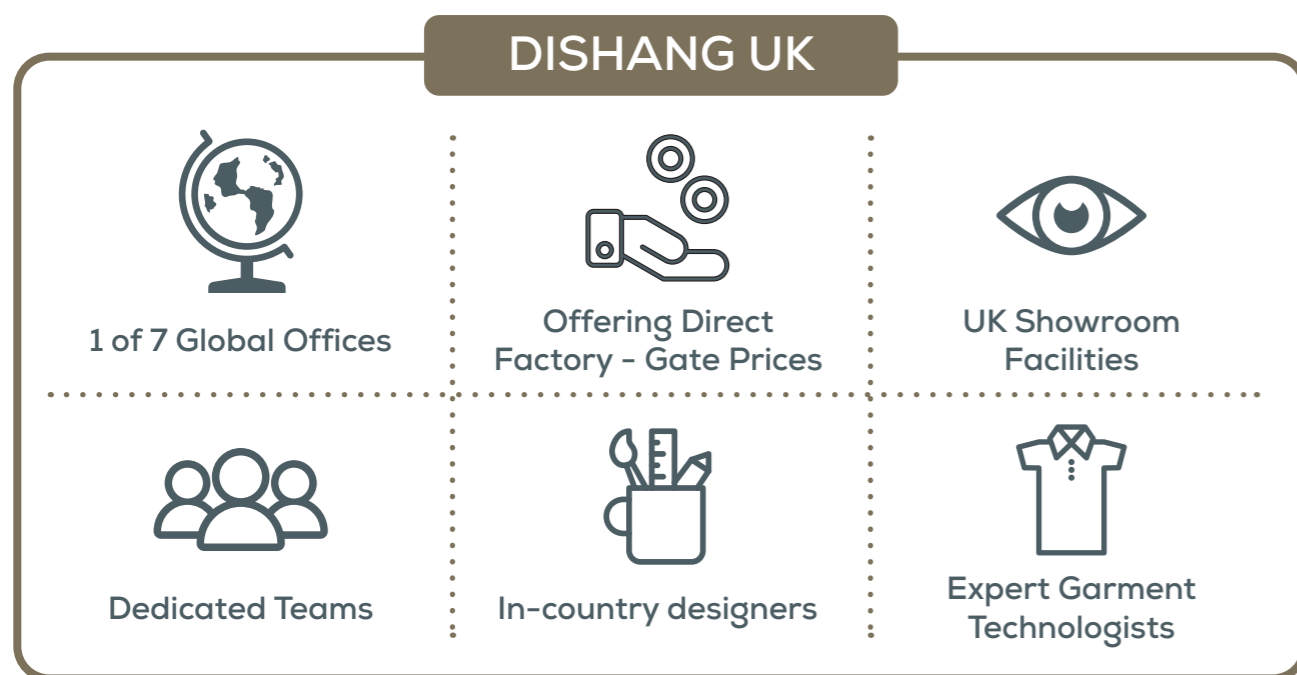 DISHANG UK
1 of 7 Global Offices
Offering Direct
Factory - Gate Prices
UK Showroom
Facilities
Dedicated Teams
In-country designers
Expert Garment
Technologists